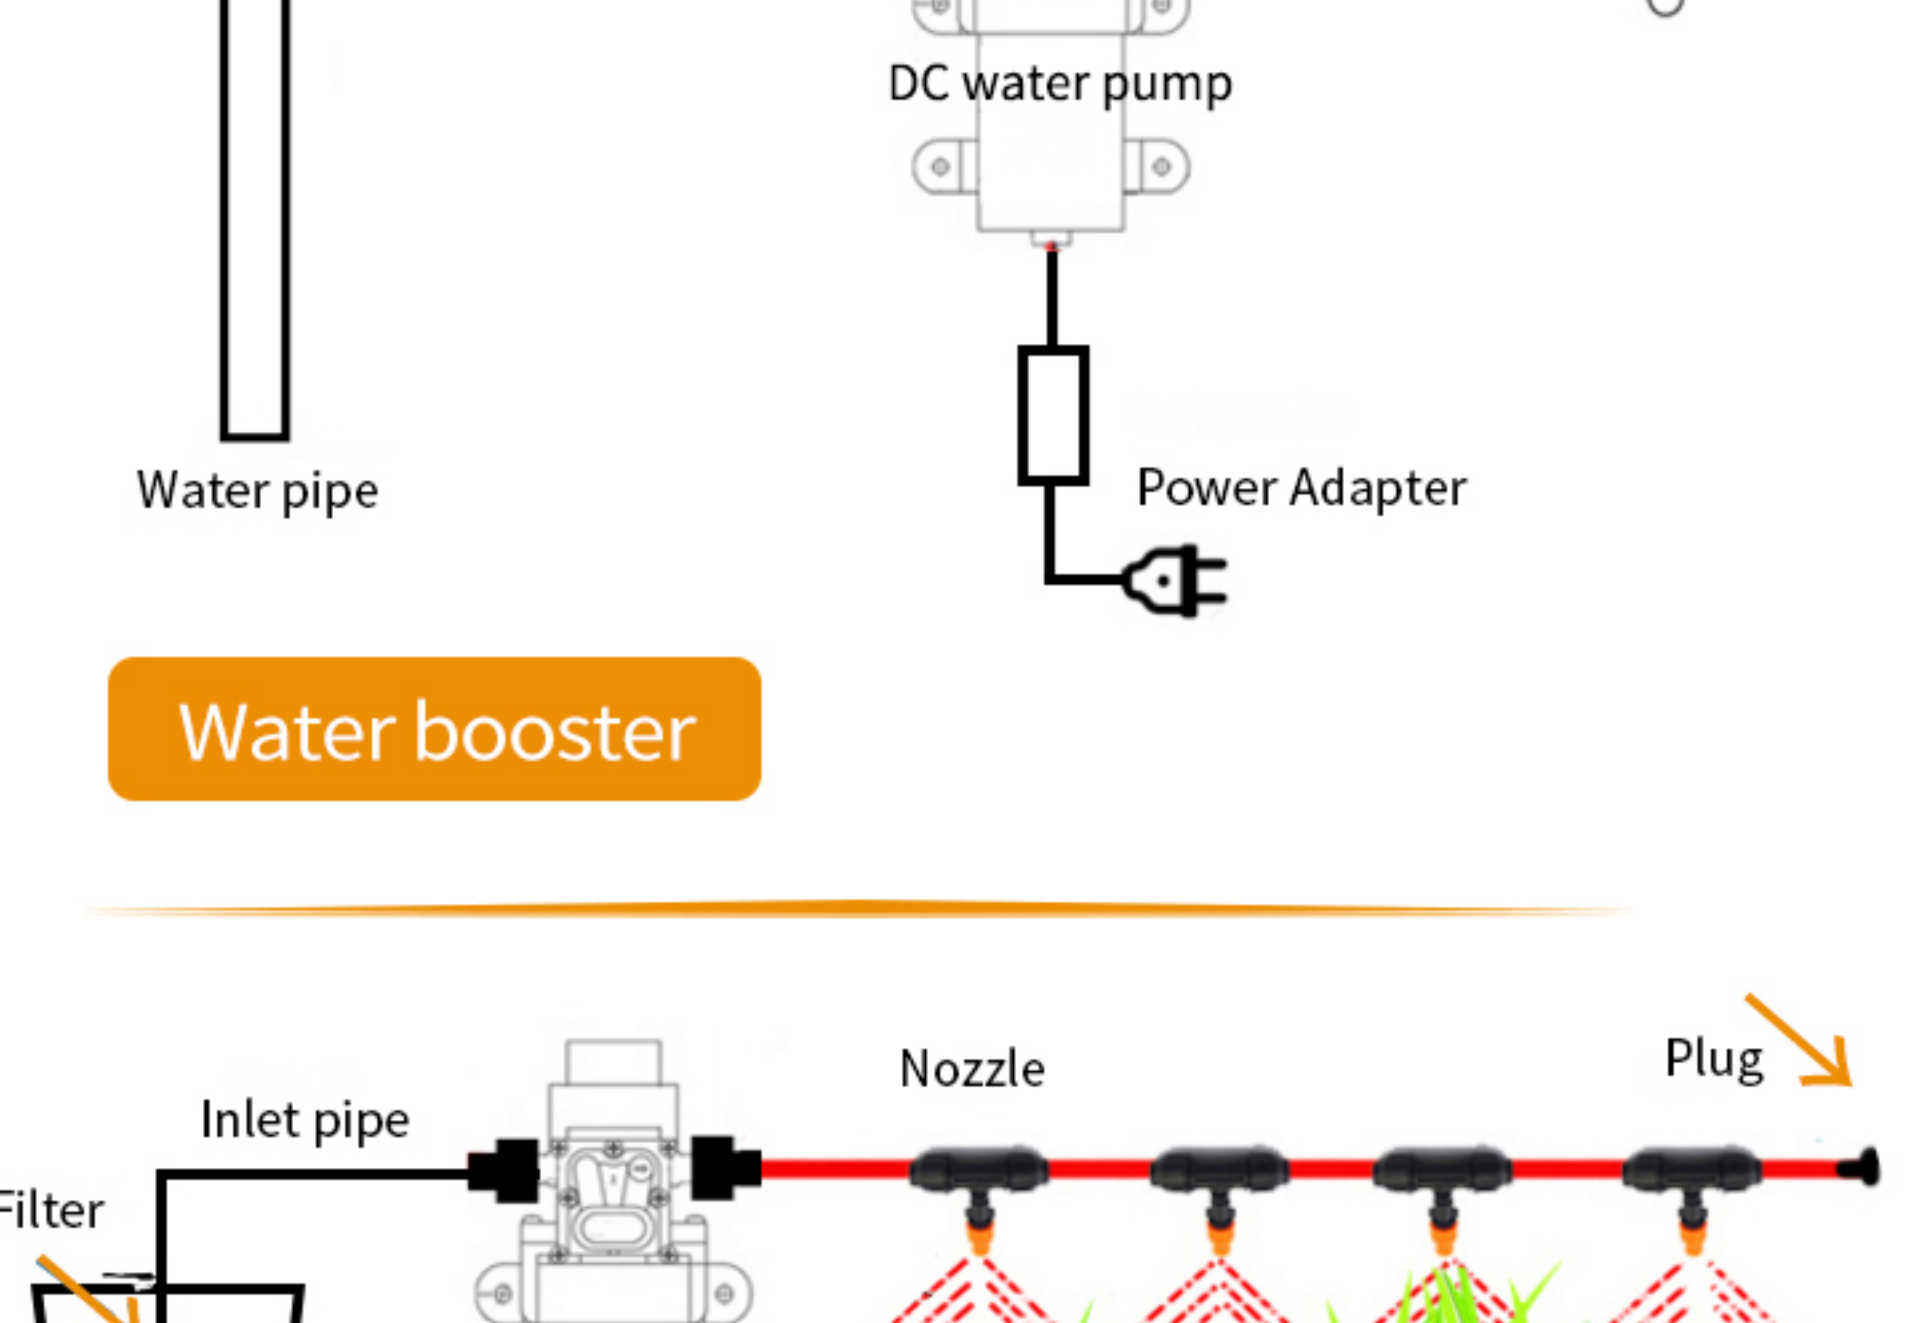 DC water pump
Water pipe
Power Adapter
Water booster
Nozzle
Plug
Inlet pipe
Filter